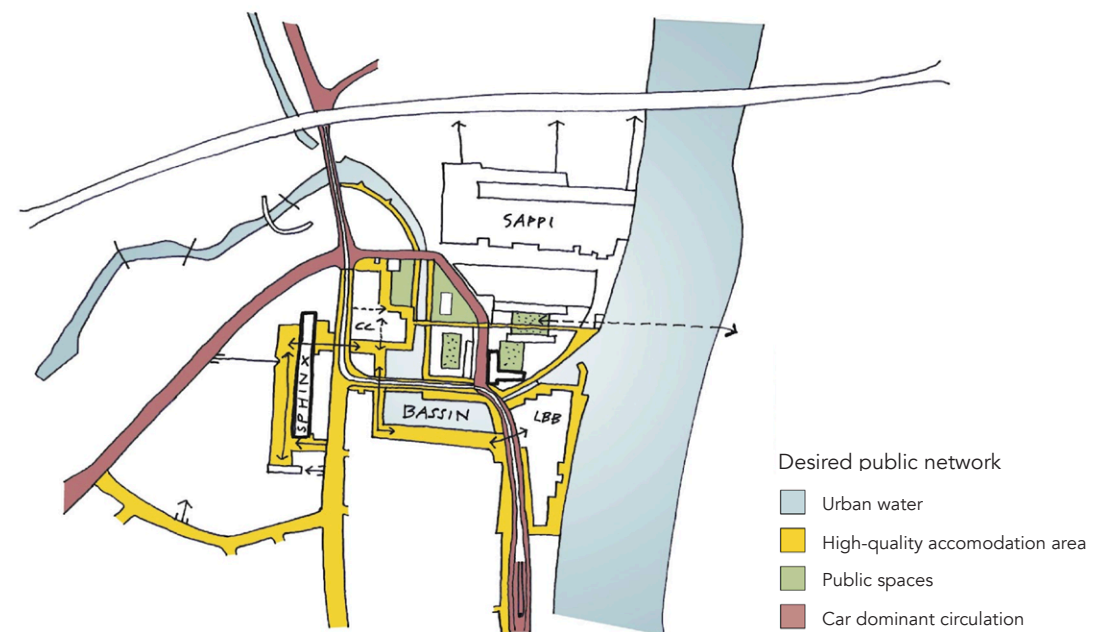 SAPPI
CC
SPHINX
BASSIN
LBB
Desired public network
Urban water
High-quality accomodation area
Public spaces
Car dominant circulation